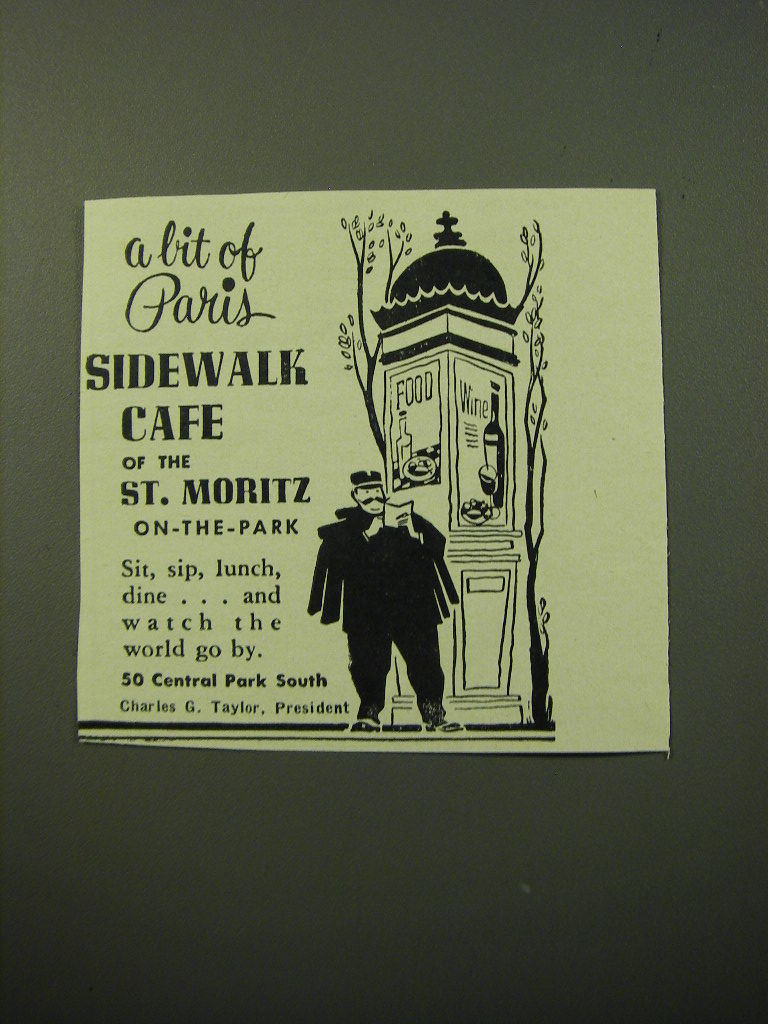 a bit of
Paris
SIDEWALK
CAFE
OF THE
ST. MORITZ
ON-THE-PARK
Sit, sip, lunch,
dine . . . and
watch the
world go by.
50 Central Park South
Charles G. Taylor, President
FOOD
Wine